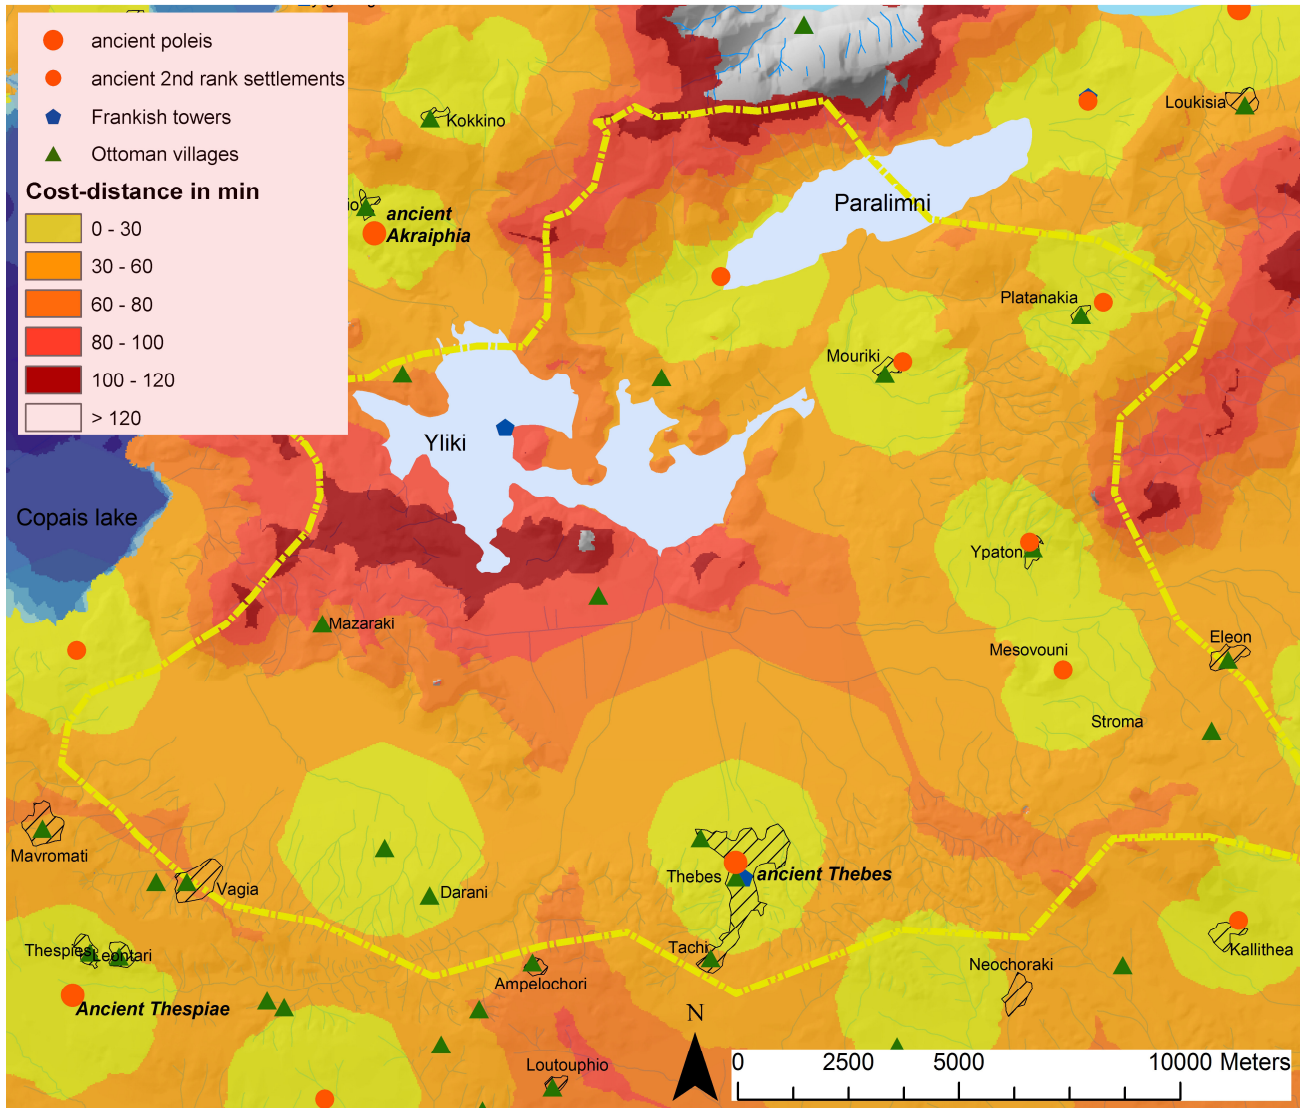 ancient poleis
ancient 2nd rank settlements
Frankish towers
Ottoman villages
Cost-distance in min
0 - 30
30 - 60
60 - 80
80 - 100
100 - 120
> 120
Kokkino
Loukisia
io
ancient
Akraiphia
Paralimni
Platanakia
Mouriki
Yliki
Copais lake
Ypaton
Mazaraki
Eleon
Mesovouni
Stroma
Mavromati
Vagia
Darani
Thebes
ancient Thebes
Thespies
Leontari
Tachi
Kallithea
Neochoraki
Ampelochori
Ancient Thespiae
N
Loutouphio
0 2500 5000 10000 Meters